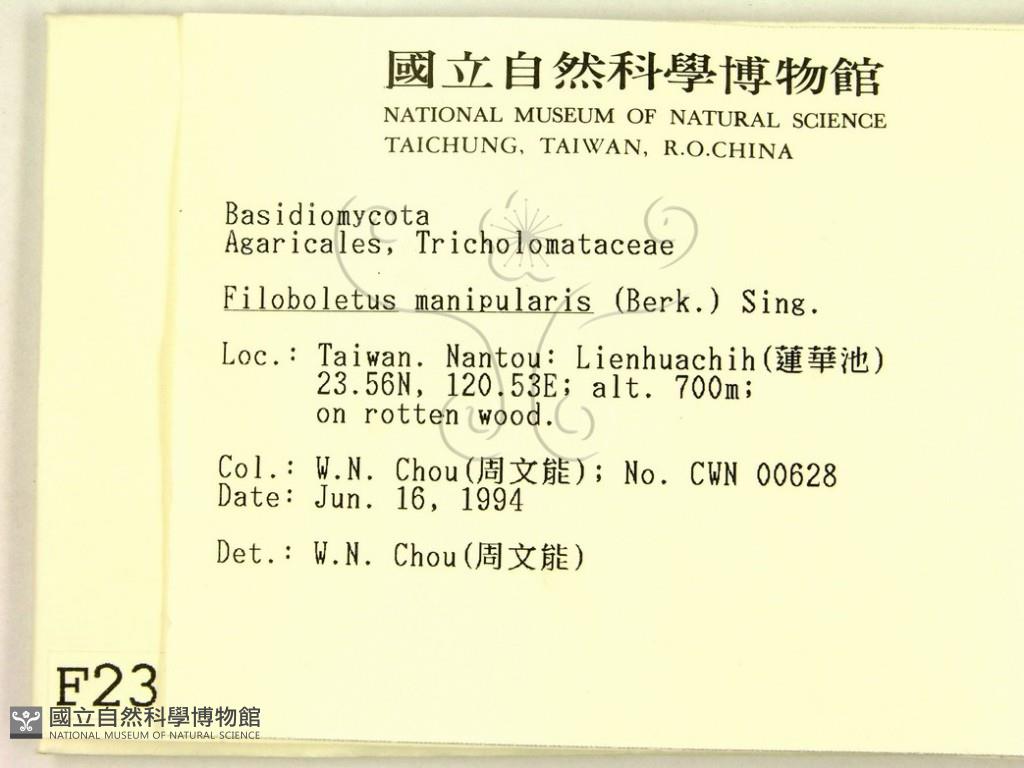 國立自然科學博物館
NATIONAL MUSEUM OF NATURAL SCIENCE
TAICHUNG, TAIWAN, R.O.CHINA
Basidiomycota
Agaricales, Tricholomataceae
Filoboletus manipularis (Berk.) Sing.
Loc.: Taiwan. Nantou: Lienhuachih(蓮華池)
23.56N, 120.53E; alt. 700m;
on rotten wood.
Col.: W.N. Chou(周文能); No. CWN 00628
Date: Jun. 16, 1994
Det.: W.N. Chou(周文能)
F23
國立自然科學博物館
NATIONAL MUSEUM OF NATURAL SCIENCE